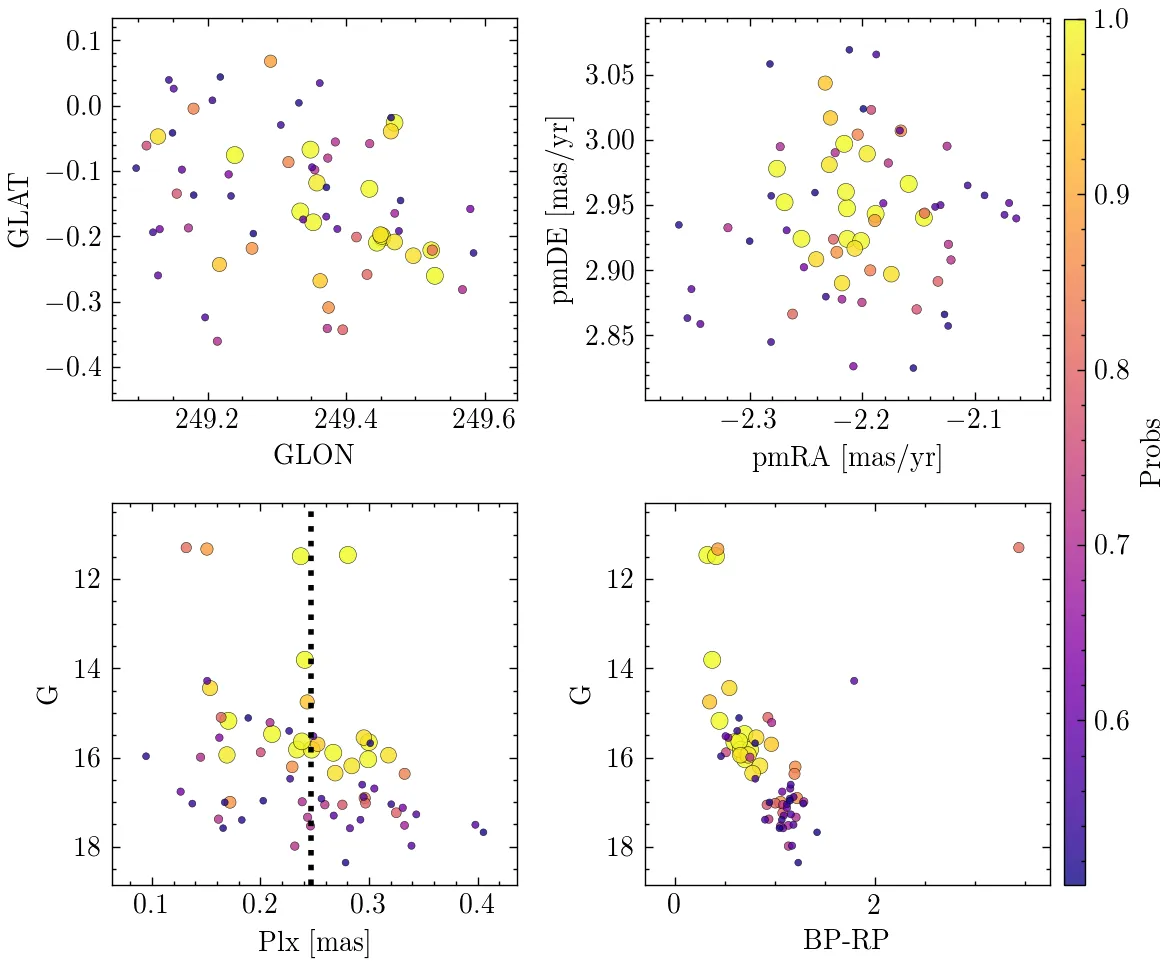 0.1
0.0
−0.1
−0.2
−0.3
−0.4
GLAT
249.2 249.4 249.6
GLON
3.05
3.00
2.95
2.90
2.85
pmDE [mas/yr]
−2.3 −2.2 −2.1
pmRA [mas/yr]
1.0
0.9
0.8
0.7
0.6
Probs
12
14
16
18
G
0.1 0.2 0.3 0.4
Plx [mas]
12
14
16
18
G
0 2
BP-RP